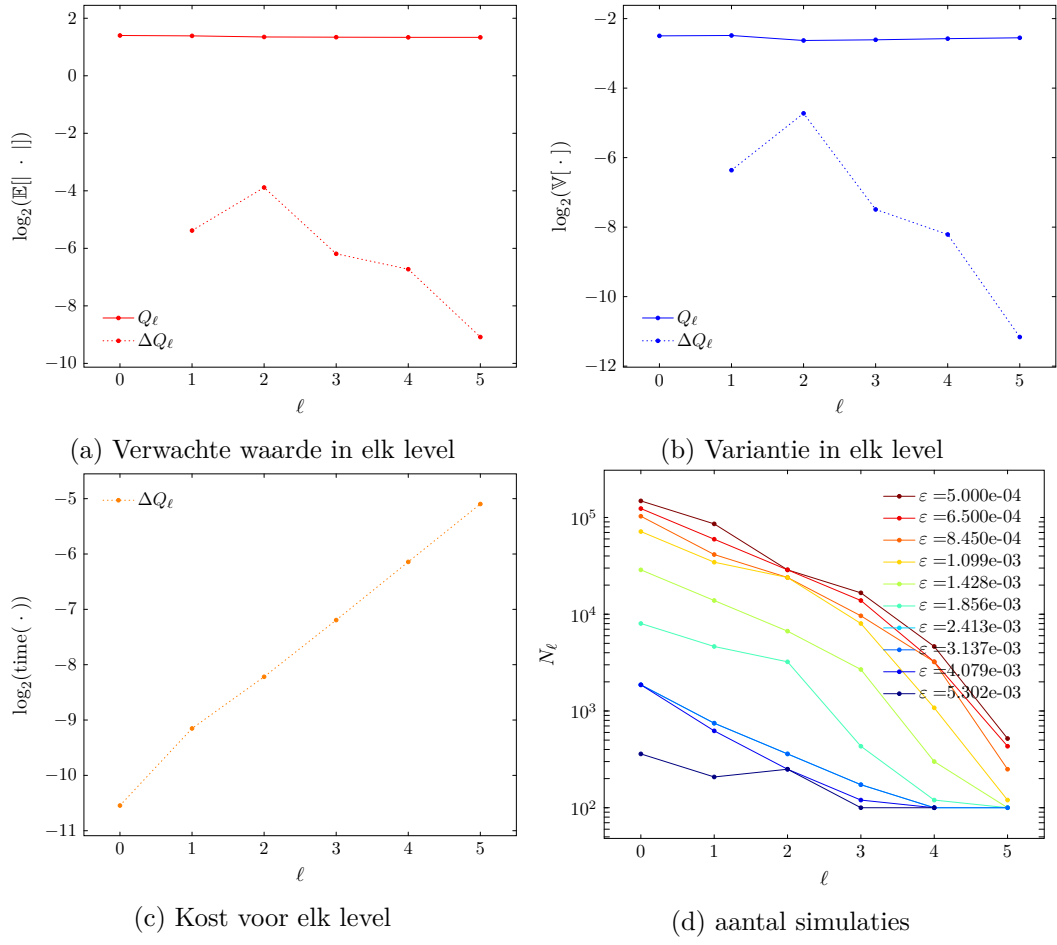 2
0
−2
−4
−6
−8
−10
log₂(𝔼[| · |])
Q_ℓ
ΔQ_ℓ
0 1 2 3 4 5
ℓ
(a) Verwachte waarde in elk level
−2
−4
−6
−8
−10
−12
log₂(𝕍[ · ])
Q_ℓ
ΔQ_ℓ
0 1 2 3 4 5
ℓ
(b) Variantie in elk level
−5
−6
−7
−8
−9
−10
−11
log₂(time( · ))
ΔQ_ℓ
0 1 2 3 4 5
ℓ
(c) Kost voor elk level
10⁵
10⁴
10³
10²
N_ℓ
ε =5.000e-04
ε =6.500e-04
ε =8.450e-04
ε =1.099e-03
ε =1.428e-03
ε =1.856e-03
ε =2.413e-03
ε =3.137e-03
ε =4.079e-03
ε =5.302e-03
0 1 2 3 4 5
ℓ
(d) aantal simulaties